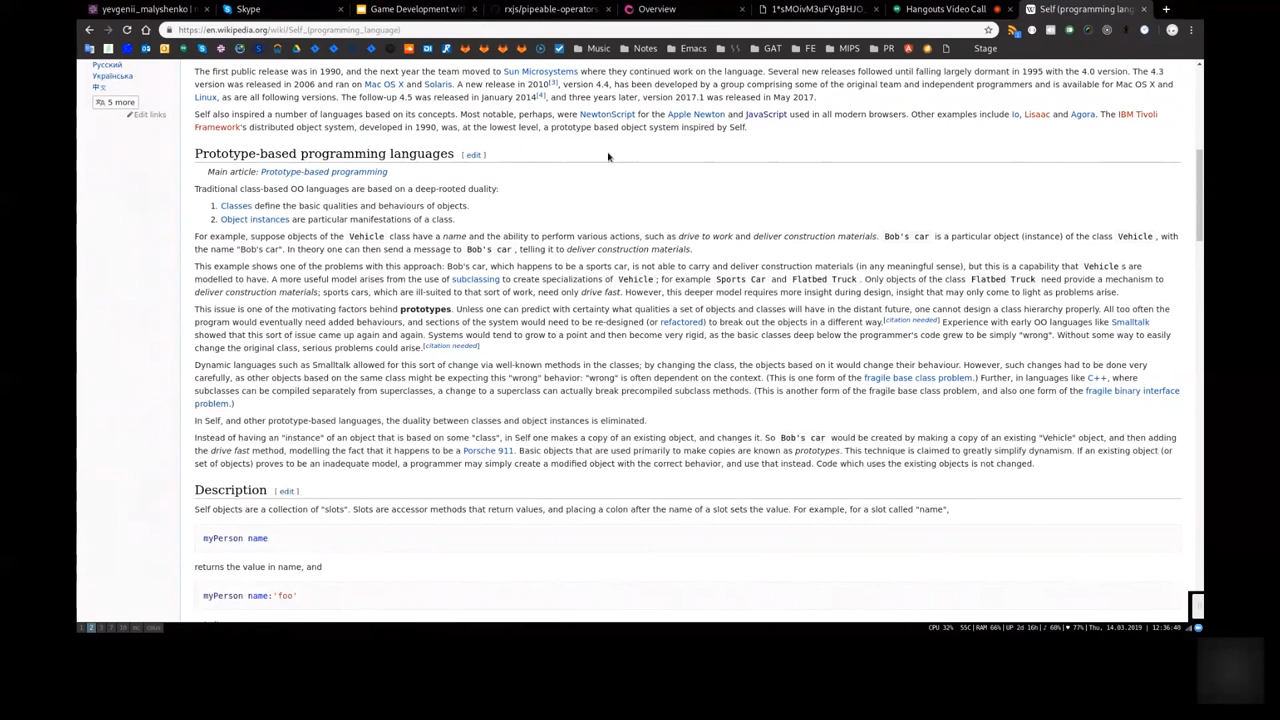 yevgenii_malyshenko
Skype
Game Development with
rxjs/pipeable-operators
Overview
1*sMOivM3uFVgBHJO
Hangouts Video Call
Self (programming lang
https://en.wikipedia.org/wiki/Self_(programming_language)
Music
Notes
Emacs
GAT
FE
MIPS
PR
Stage
Русский
Українська
中文
5 more
Edit links
The first public release was in 1990, and the next year the team moved to Sun Microsystems where they continued work on the language. Several new releases followed until falling largely dormant in 1995 with the 4.0 version. The 4.3
version was released in 2006 and ran on Mac OS X and Solaris. A new release in 2010[3], version 4.4, has been developed by a group comprising some of the original team and independent programmers and is available for Mac OS X and
Linux, as are all following versions. The follow-up 4.5 was released in January 2014[4], and three years later, version 2017.1 was released in May 2017.
Self also inspired a number of languages based on its concepts. Most notable, perhaps, were NewtonScript for the Apple Newton and JavaScript used in all modern browsers. Other examples include Io, Lisaac and Agora. The IBM Tivoli
Framework's distributed object system, developed in 1990, was, at the lowest level, a prototype based object system inspired by Self.
Prototype-based programming languages [ edit ]
Main article: Prototype-based programming
Traditional class-based OO languages are based on a deep-rooted duality:
1. Classes define the basic qualities and behaviours of objects.
2. Object instances are particular manifestations of a class.
For example, suppose objects of the Vehicle class have a name and the ability to perform various actions, such as drive to work and deliver construction materials. Bob's car is a particular object (instance) of the class Vehicle, with
the name "Bob's car". In theory one can then send a message to Bob's car, telling it to deliver construction materials.
This example shows one of the problems with this approach: Bob's car, which happens to be a sports car, is not able to carry and deliver construction materials (in any meaningful sense), but this is a capability that Vehicles are
modelled to have. A more useful model arises from the use of subclassing to create specializations of Vehicle; for example Sports Car and Flatbed Truck. Only objects of the class Flatbed Truck need provide a mechanism to
deliver construction materials; sports cars, which are ill-suited to that sort of work, need only drive fast. However, this deeper model requires more insight during design, insight that may only come to light as problems arise.
This issue is one of the motivating factors behind prototypes. Unless one can predict with certainty what qualities a set of objects and classes will have in the distant future, one cannot design a class hierarchy properly. All too often the
program would eventually need added behaviours, and sections of the system would need to be re-designed (or refactored) to break out the objects in a different way.[citation needed] Experience with early OO languages like Smalltalk
showed that this sort of issue came up again and again. Systems would tend to grow to a point and then become very rigid, as the basic classes deep below the programmer's code grew to be simply "wrong". Without some way to easily
change the original class, serious problems could arise.[citation needed]
Dynamic languages such as Smalltalk allowed for this sort of change via well-known methods in the classes; by changing the class, the objects based on it would change their behaviour. However, such changes had to be done very
carefully, as other objects based on the same class might be expecting this "wrong" behavior: "wrong" is often dependent on the context. (This is one form of the fragile base class problem.) Further, in languages like C++, where
subclasses can be compiled separately from superclasses, a change to a superclass can actually break precompiled subclass methods. (This is another form of the fragile base class problem, and also one form of the fragile binary interface
problem.)
In Self, and other prototype-based languages, the duality between classes and object instances is eliminated.
Instead of having an "instance" of an object that is based on some "class", in Self one makes a copy of an existing object, and changes it. So Bob's car would be created by making a copy of an existing "Vehicle" object, and then adding
the drive fast method, modelling the fact that it happens to be a Porsche 911. Basic objects that are used primarily to make copies are known as prototypes. This technique is claimed to greatly simplify dynamism. If an existing object (or
set of objects) proves to be an inadequate model, a programmer may simply create a modified object with the correct behavior, and use that instead. Code which uses the existing objects is not changed.
Description [ edit ]
Self objects are a collection of "slots". Slots are accessor methods that return values, and placing a colon after the name of a slot sets the value. For example, for a slot called "name",
myPerson name
returns the value in name, and
myPerson name:'foo'
1 2 3 7 10
CPU 32% 55C|RAM 66%|UP 2d 16h|♪ 60%|♥ 77%|Thu, 14.03.2019 | 12:36:40